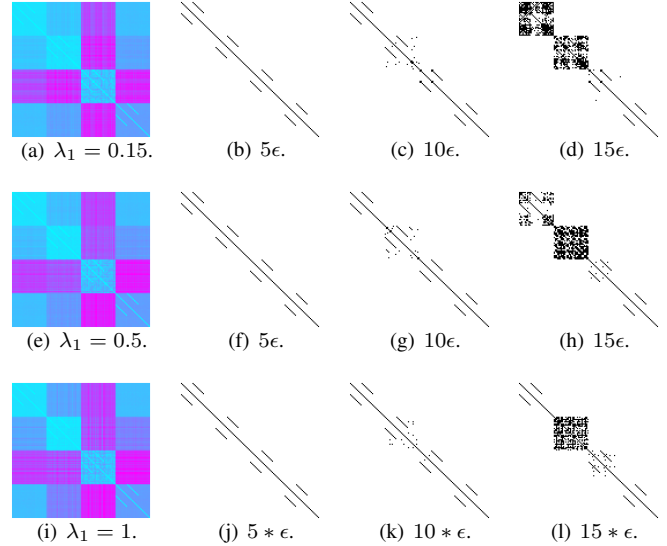 (a) λ₁ = 0.15. (b) 5ϵ. (c) 10ϵ. (d) 15ϵ.
(e) λ₁ = 0.5. (f) 5ϵ. (g) 10ϵ. (h) 15ϵ.
(i) λ₁ = 1. (j) 5 ∗ ϵ. (k) 10 ∗ ϵ. (l) 15 ∗ ϵ.